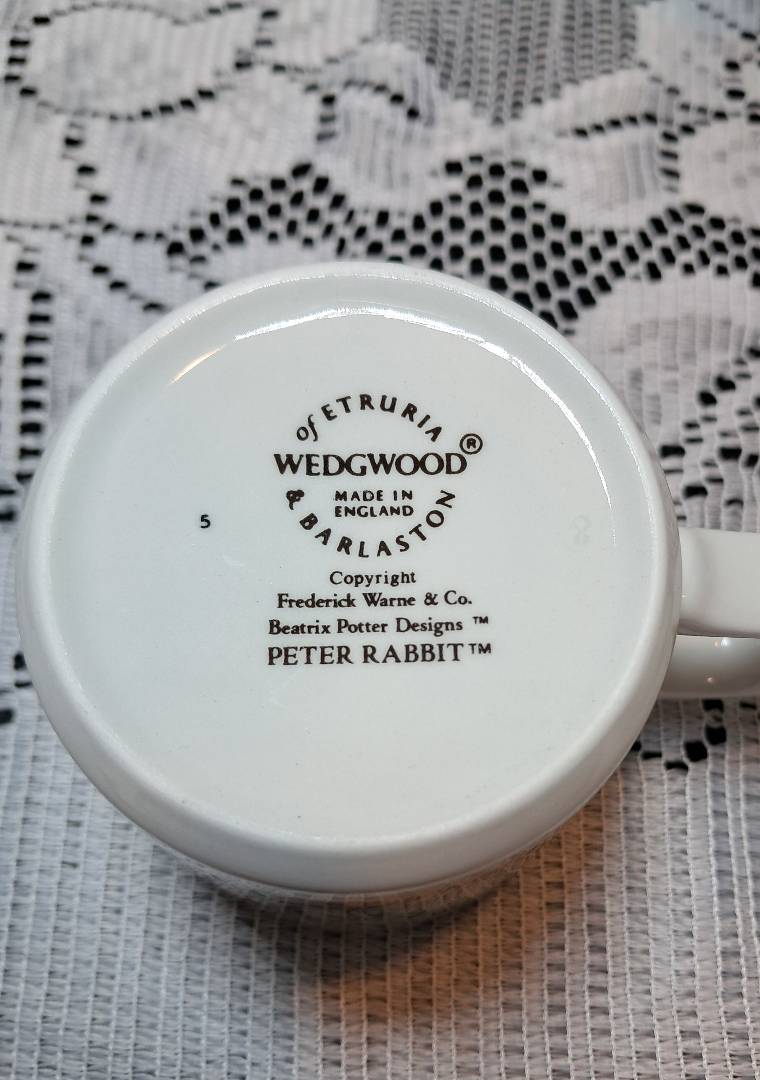 of ETRURIA
WEDGWOOD®
MADE IN
ENGLAND
& BARLASTON
5
Copyright
Frederick Warne & Co.
Beatrix Potter Designs ™
PETER RABBIT™